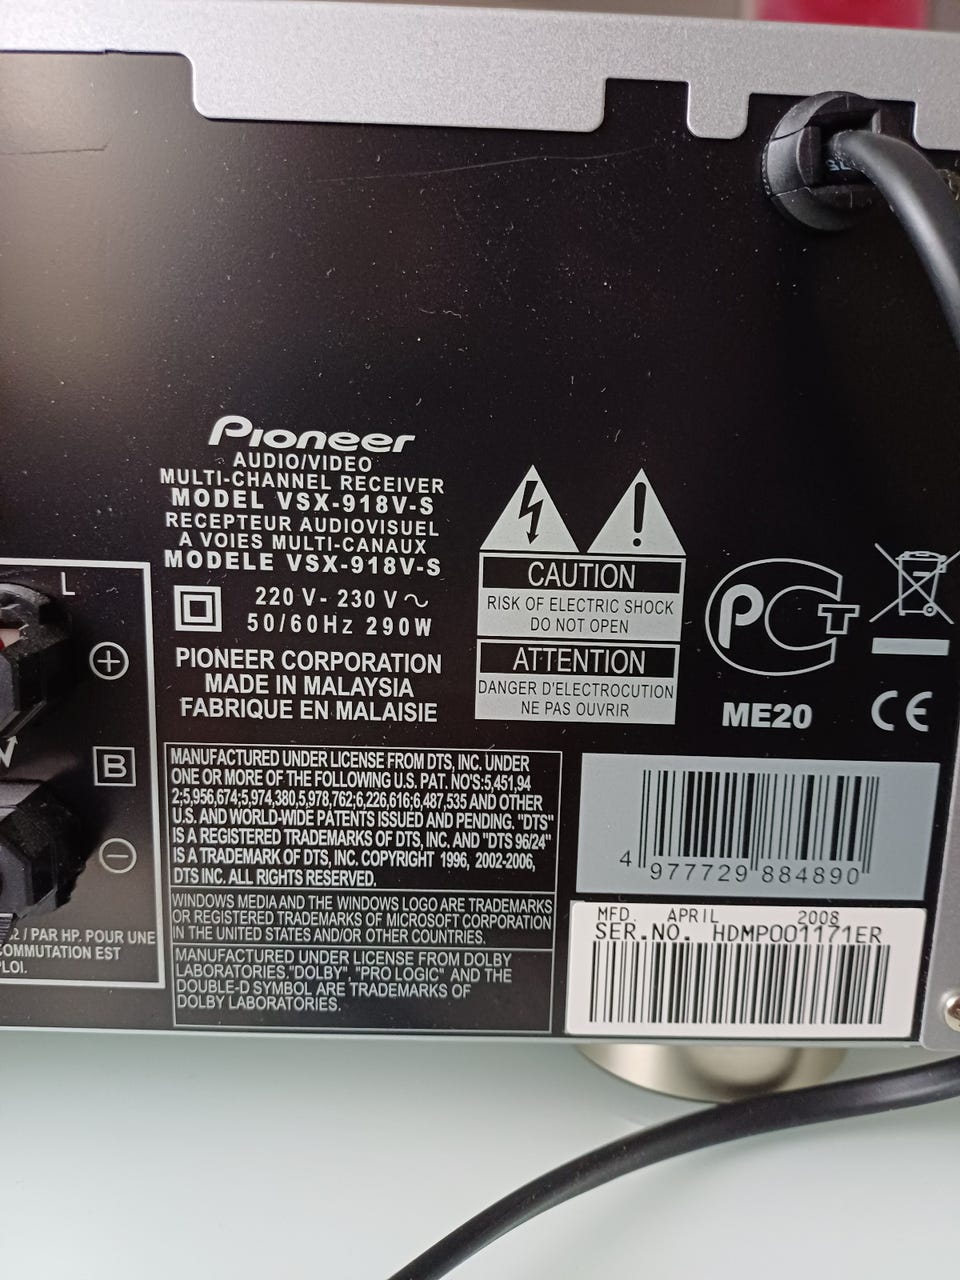 Pioneer
AUDIO/VIDEO
MULTI-CHANNEL RECEIVER
MODEL VSX-918V-S
RECEPTEUR AUDIOVISUEL
A VOIES MULTI-CANAUX
MODELE VSX-918V-S
220 V - 230 V ~
50/60Hz 290W
PIONEER CORPORATION
MADE IN MALAYSIA
FABRIQUE EN MALAISIE
CAUTION
RISK OF ELECTRIC SHOCK
DO NOT OPEN
ATTENTION
DANGER D'ELECTROCUTION
NE PAS OUVRIR
PCT
ME20
CE
L
B
/ PAR HP. POUR UNE
COMMUTATION EST
MANUFACTURED UNDER LICENSE FROM DTS, INC. UNDER
ONE OR MORE OF THE FOLLOWING U.S. PAT. NO'S:5,451,94
2;5,956,674;5,974,380,5,978,762;6,226,616;6,487,535 AND OTHER
U.S. AND WORLD-WIDE PATENTS ISSUED AND PENDING. "DTS"
IS A REGISTERED TRADEMARKS OF DTS, INC. AND "DTS 96/24"
IS A TRADEMARK OF DTS, INC. COPYRIGHT 1996, 2002-2006,
DTS INC. ALL RIGHTS RESERVED.
WINDOWS MEDIA AND THE WINDOWS LOGO ARE TRADEMARKS
OR REGISTERED TRADEMARKS OF MICROSOFT CORPORATION
IN THE UNITED STATES AND/OR OTHER COUNTRIES.
MANUFACTURED UNDER LICENSE FROM DOLBY
LABORATORIES."DOLBY", "PRO LOGIC" AND THE
DOUBLE-D SYMBOL ARE TRADEMARKS OF
DOLBY LABORATORIES.
4 977729 884890
MFD. APRIL 2008
SER.NO. HDMP001171ER